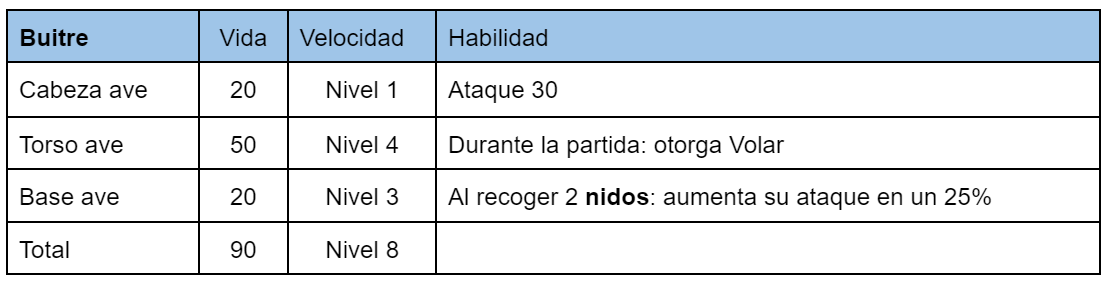 Buitre Vida Velocidad Habilidad
Cabeza ave 20 Nivel 1 Ataque 30
Torso ave 50 Nivel 4 Durante la partida: otorga Volar
Base ave 20 Nivel 3 Al recoger 2 nidos: aumenta su ataque en un 25%
Total 90 Nivel 8